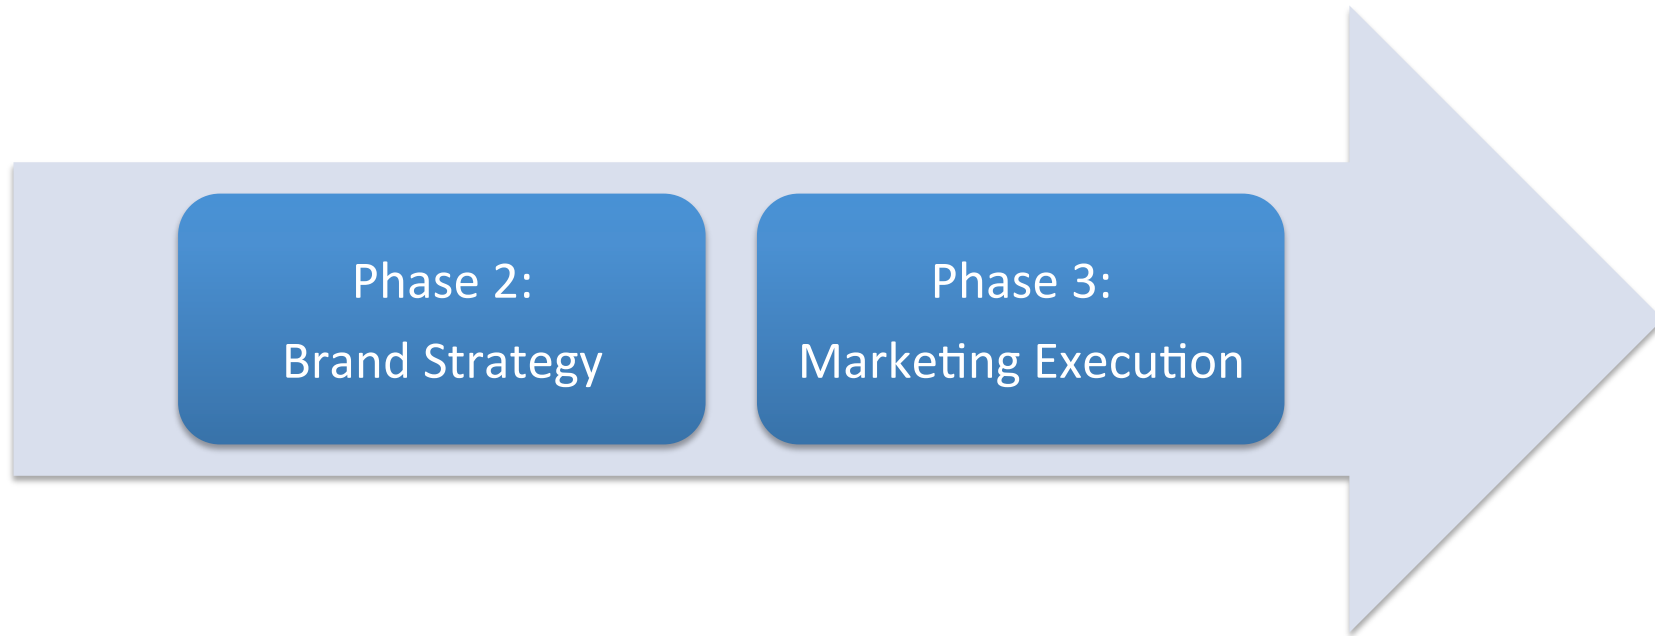 Phase 2:
Brand Strategy
Phase 3:
Marketing Execution